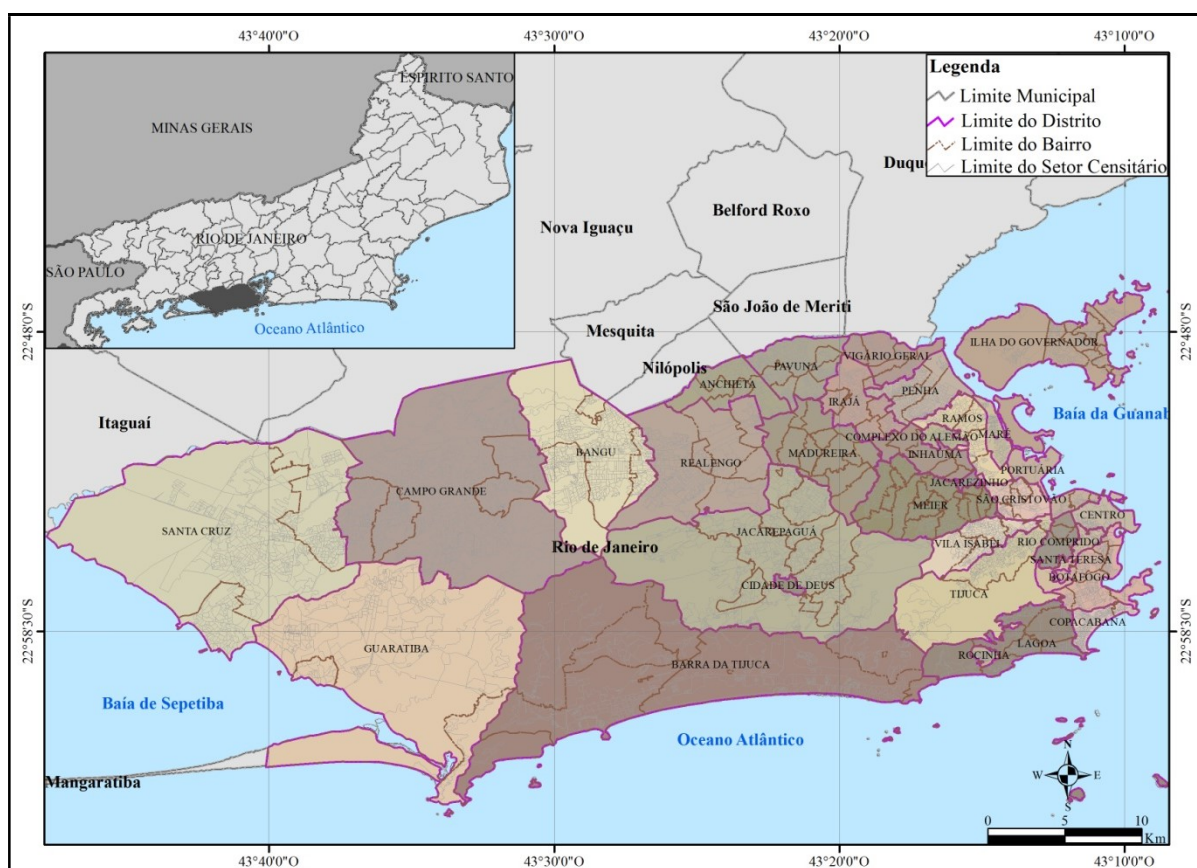 43°40'0"O 43°30'0"O 43°20'0"O 43°10'0"O
ESPIRITO SANTO
MINAS GERAIS
RIO DE JANEIRO
SÃO PAULO
Oceano Atlântico
Legenda
Limite Municipal
Limite do Distrito
Limite do Bairro
Limite do Setor Censitário
Duqu
Belford Roxo
Nova Iguaçu
São João de Meriti
Mesquita
Nilópolis
Itaguaí
22°48'0"S
22°48'0"S
ILHA DO GOVERNADOR
Baía da Guanab
VIGÁRIO GERAL
PAVUNA
ANCHIETA
PENHA
IRAJÁ
RAMOS
MARÉ
COMPLEXO DO ALEMÃO
MADUREIRA
INHAUMA
BANGU
REALENGO
PORTUÁRIA
JACAREZINHO
CAMPO GRANDE
SÃO CRISTOVÃO
MÉIER
CENTRO
SANTA CRUZ
JACAREPAGUÁ
VILA ISABEL
RIO COMPRIDO
Rio de Janeiro
SANTA TERESA
BOTAFOGO
CIDADE DE DEUS
TIJUCA
COPACABANA
22°58'30"S
22°58'30"S
LAGOA
GUARATIBA
ROCINHA
BARRA DA TIJUCA
Baía de Sepetiba
Oceano Atlântico
Mangaratiba
N
W E
S
0 5 10
Km
43°40'0"O 43°30'0"O 43°20'0"O 43°10'0"O